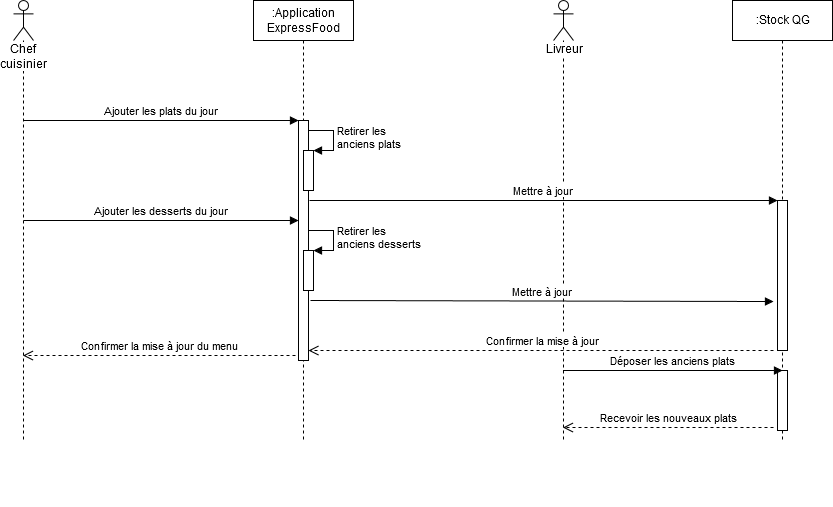 :Application
ExpressFood
:Stock QG
Chef
cuisinier
Livreur
Ajouter les plats du jour
Retirer les
anciens plats
Mettre à jour
Ajouter les desserts du jour
Retirer les
anciens desserts
Mettre à jour
Confirmer la mise à jour
Confirmer la mise à jour du menu
Déposer les anciens plats
Recevoir les nouveaux plats